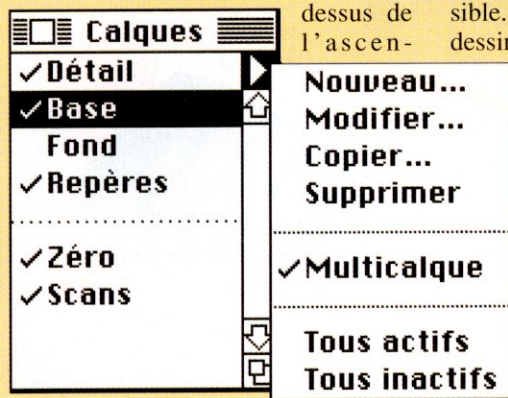 dessus de
l'ascen-
sible.
dessin
Calques
✓Détail
✓Base
Fond
✓Repères
✓Zéro
✓Scans
Nouveau...
Modifier...
Copier...
Supprimer
✓Multicalque
Tous actifs
Tous inactifs